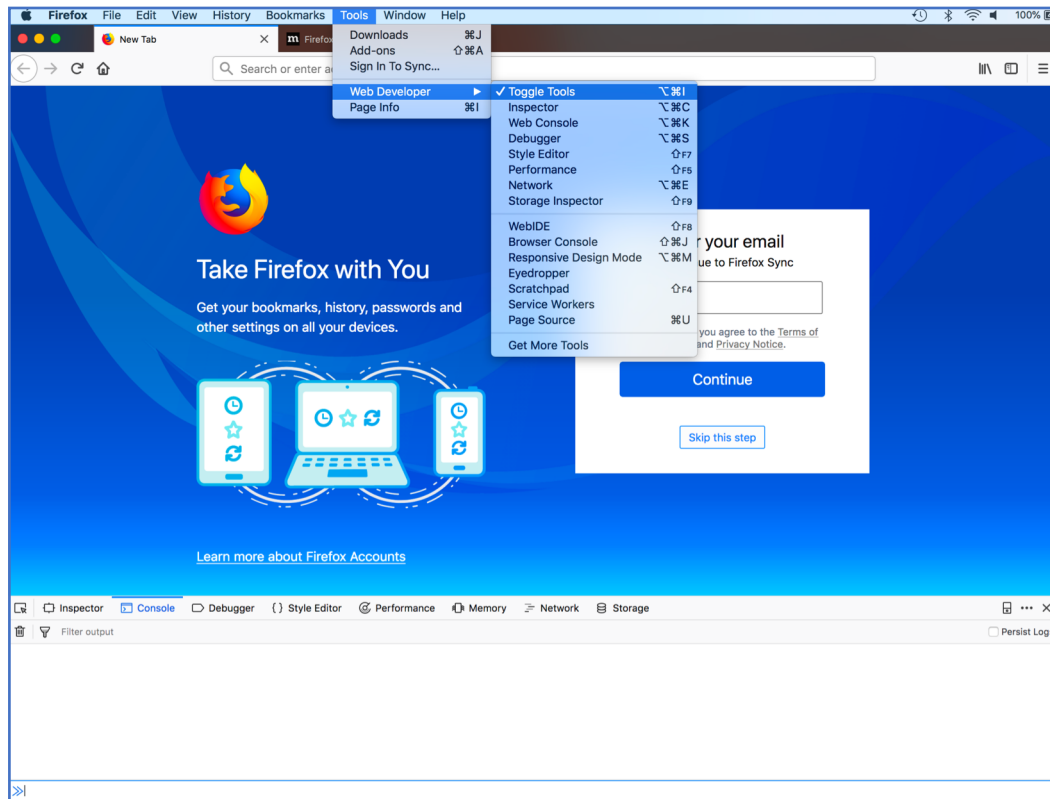 Firefox File Edit View History Bookmarks Tools Window Help 100%
New Tab
m Firefox
Search or enter a
Downloads ⌘J
Add-ons ⇧⌘A
Sign In To Sync...
Web Developer ▶
Page Info ⌘I
✓ Toggle Tools ⌥⌘I
Inspector ⌥⌘C
Web Console ⌥⌘K
Debugger ⌥⌘S
Style Editor ⇧F7
Performance ⇧F5
Network ⌥⌘E
Storage Inspector ⇧F9
WebIDE ⇧F8
Browser Console ⇧⌘J
Responsive Design Mode ⌥⌘M
Eyedropper
Scratchpad ⇧F4
Service Workers
Page Source ⌘U
Get More Tools
Take Firefox with You
Get your bookmarks, history, passwords and
other settings on all your devices.
Learn more about Firefox Accounts
r your email
ue to Firefox Sync
you agree to the Terms of
and Privacy Notice.
Continue
Skip this step
Inspector Console Debugger {} Style Editor Performance Memory Network Storage
Filter output Persist Log